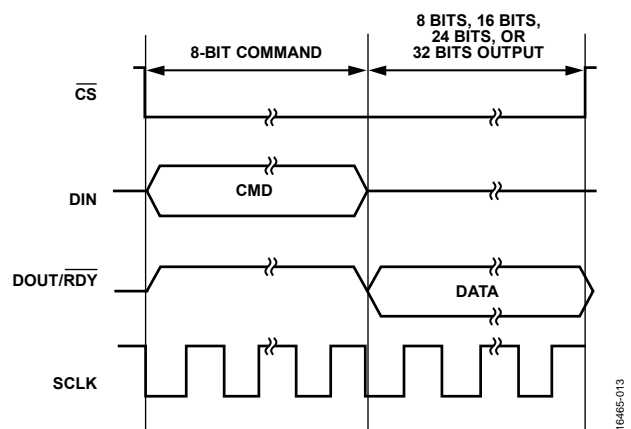 8 BITS, 16 BITS,
24 BITS, OR
32 BITS OUTPUT
8-BIT COMMAND
CS
DIN
CMD
DOUT/RDY
DATA
SCLK
16465-013